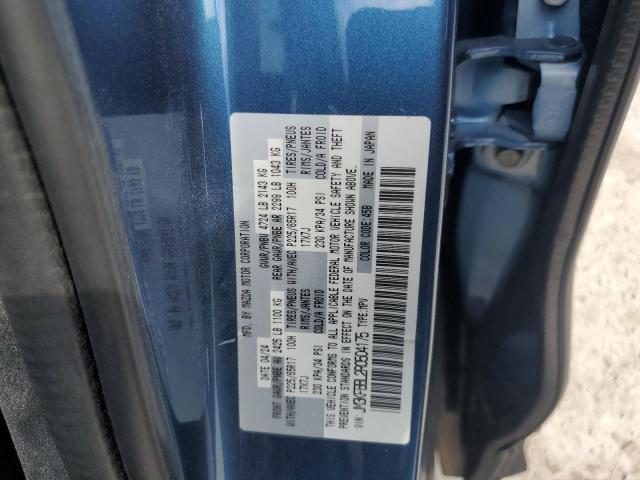 MFD. BY MAZDA MOTOR CORPORATION
DATE 04/24 GVWR/PNBV 4724 LB 2143 KG
FRONT GAWR/PNBE AV 2425 LB 1100 KG REAR GAWR/PNBE AR 2299 LB 1043 KG
WITH/AVEC P225/65R17 100H TIRES/PNEUS WITH/AVEC P225/65R17 100H TIRES/PNEUS
17X7J RIMS/JANTES 17X7J RIMS/JANTES
230 KPA/34 PSI COLD/A FROID 230 KPA/34 PSI COLD/A FROID
THIS VEHICLE CONFORMS TO ALL APPLICABLE FEDERAL MOTOR VEHICLE SAFETY AND THEFT
PREVENTION STANDARDS IN EFFECT ON THE DATE OF MANUFACTURE SHOWN ABOVE.
VIN: TYPE:MPV COLOR CODE:45B MADE IN JAPAN